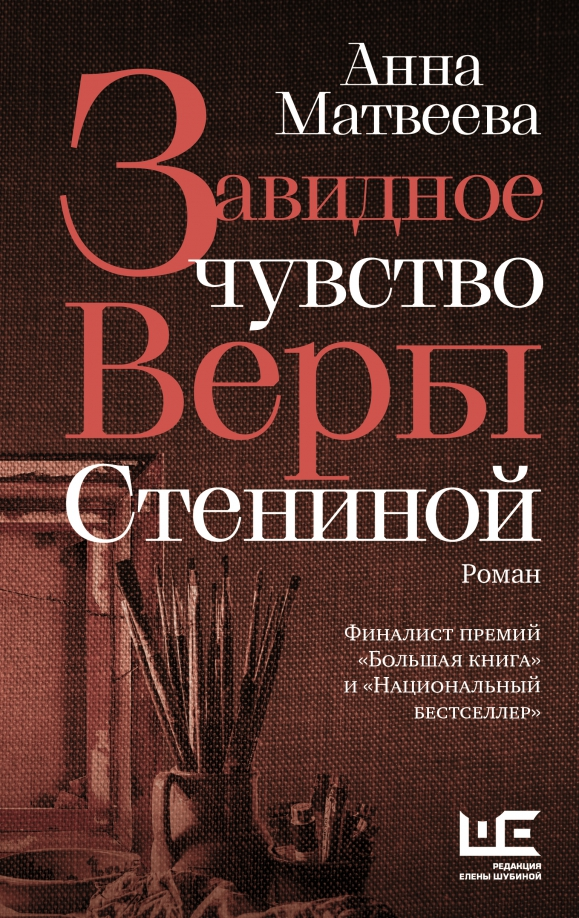 Анна
Матвеева
Завидное
чувство
Веры
Стениной
Роман
Финалист премий
«Большая книга»
и «Национальный
бестселлер»
ШЕ
РЕДАКЦИЯ
ЕЛЕНЫ ШУБИНОЙ